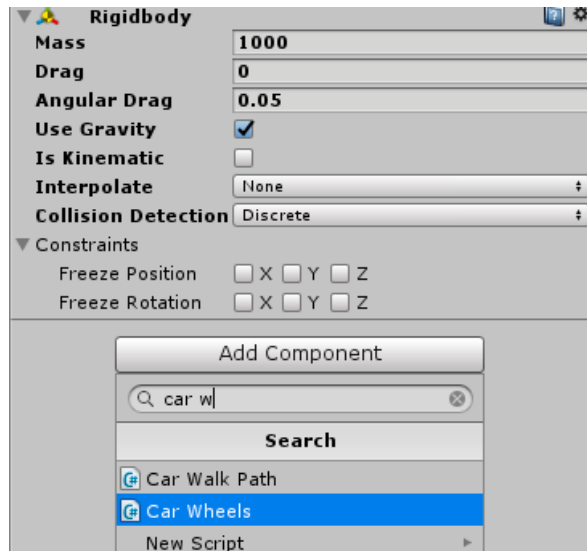 Rigidbody
Mass 1000
Drag 0
Angular Drag 0.05
Use Gravity
Is Kinematic
Interpolate None
Collision Detection Discrete
Constraints
Freeze Position X Y Z
Freeze Rotation X Y Z
Add Component
car w
Search
C# Car Walk Path
C# Car Wheels
New Script